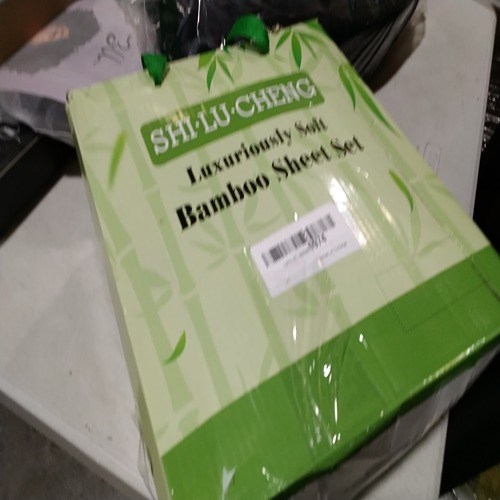 SHI·LU·CHENG
Luxuriously Soft
Bamboo Sheet Set